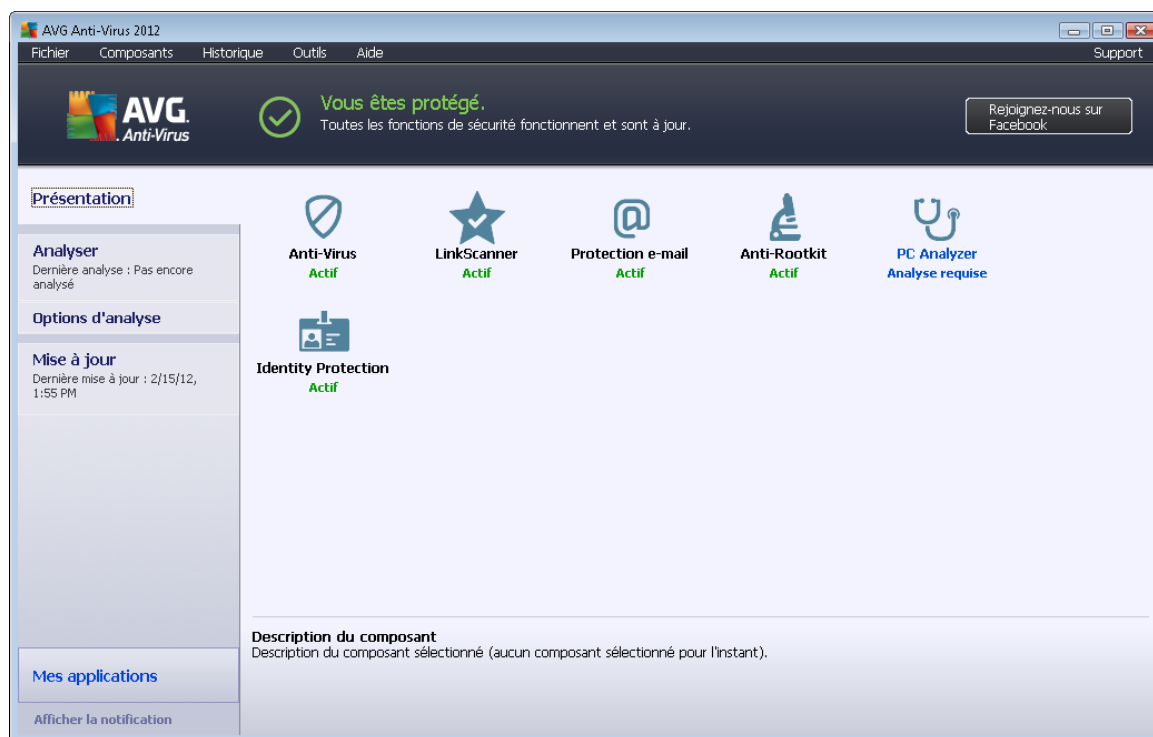 AVG Anti-Virus 2012
Fichier Composants Historique Outils Aide Support
AVG.
Anti-Virus
Vous êtes protégé.
Toutes les fonctions de sécurité fonctionnent et sont à jour.
Rejoignez-nous sur
Facebook
Présentation
Analyser
Dernière analyse : Pas encore
analysé
Options d'analyse
Mise à jour
Dernière mise à jour : 2/15/12,
1:55 PM
Anti-Virus
Actif
LinkScanner
Actif
Protection e-mail
Actif
Anti-Rootkit
Actif
PC Analyzer
Analyse requise
Identity Protection
Actif
Description du composant
Description du composant sélectionné (aucun composant sélectionné pour l'instant).
Mes applications
Afficher la notification